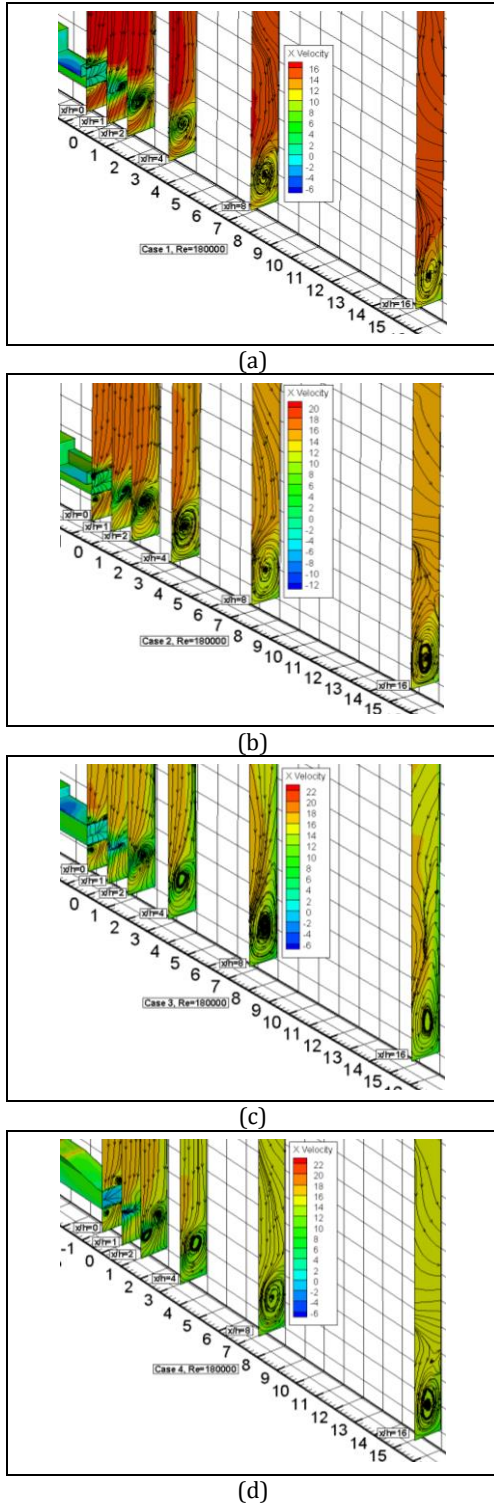 X Velocity
16
14
12
10
8
6
4
2
0
-2
-4
-6
x/h=0
x/h=1
x/h=2
x/h=4
x/h=8
x/h=16
0 1 2 3 4 5 6 7 8 9 10 11 12 13 14 15
Case 1, Re=180000
(a)
X Velocity
20
18
16
14
12
10
8
6
4
2
0
-2
-4
-6
-8
-10
-12
x/h=0
x/h=1
x/h=2
x/h=4
x/h=8
x/h=16
0 1 2 3 4 5 6 7 8 9 10 11 12 13 14 15
Case 2, Re=180000
(b)
X Velocity
22
20
18
16
14
12
10
8
6
4
2
0
-2
-4
-6
x/h=0
x/h=1
x/h=2
x/h=4
x/h=8
x/h=16
0 1 2 3 4 5 6 7 8 9 10 11 12 13 14 15
Case 3, Re=180000
(c)
X Velocity
22
20
18
16
14
12
10
8
6
4
2
0
-2
-4
-6
x/h=0
x/h=1
x/h=2
x/h=4
x/h=8
x/h=16
-1 0 1 2 3 4 5 6 7 8 9 10 11 12 13 14 15
Case 4, Re=180000
(d)